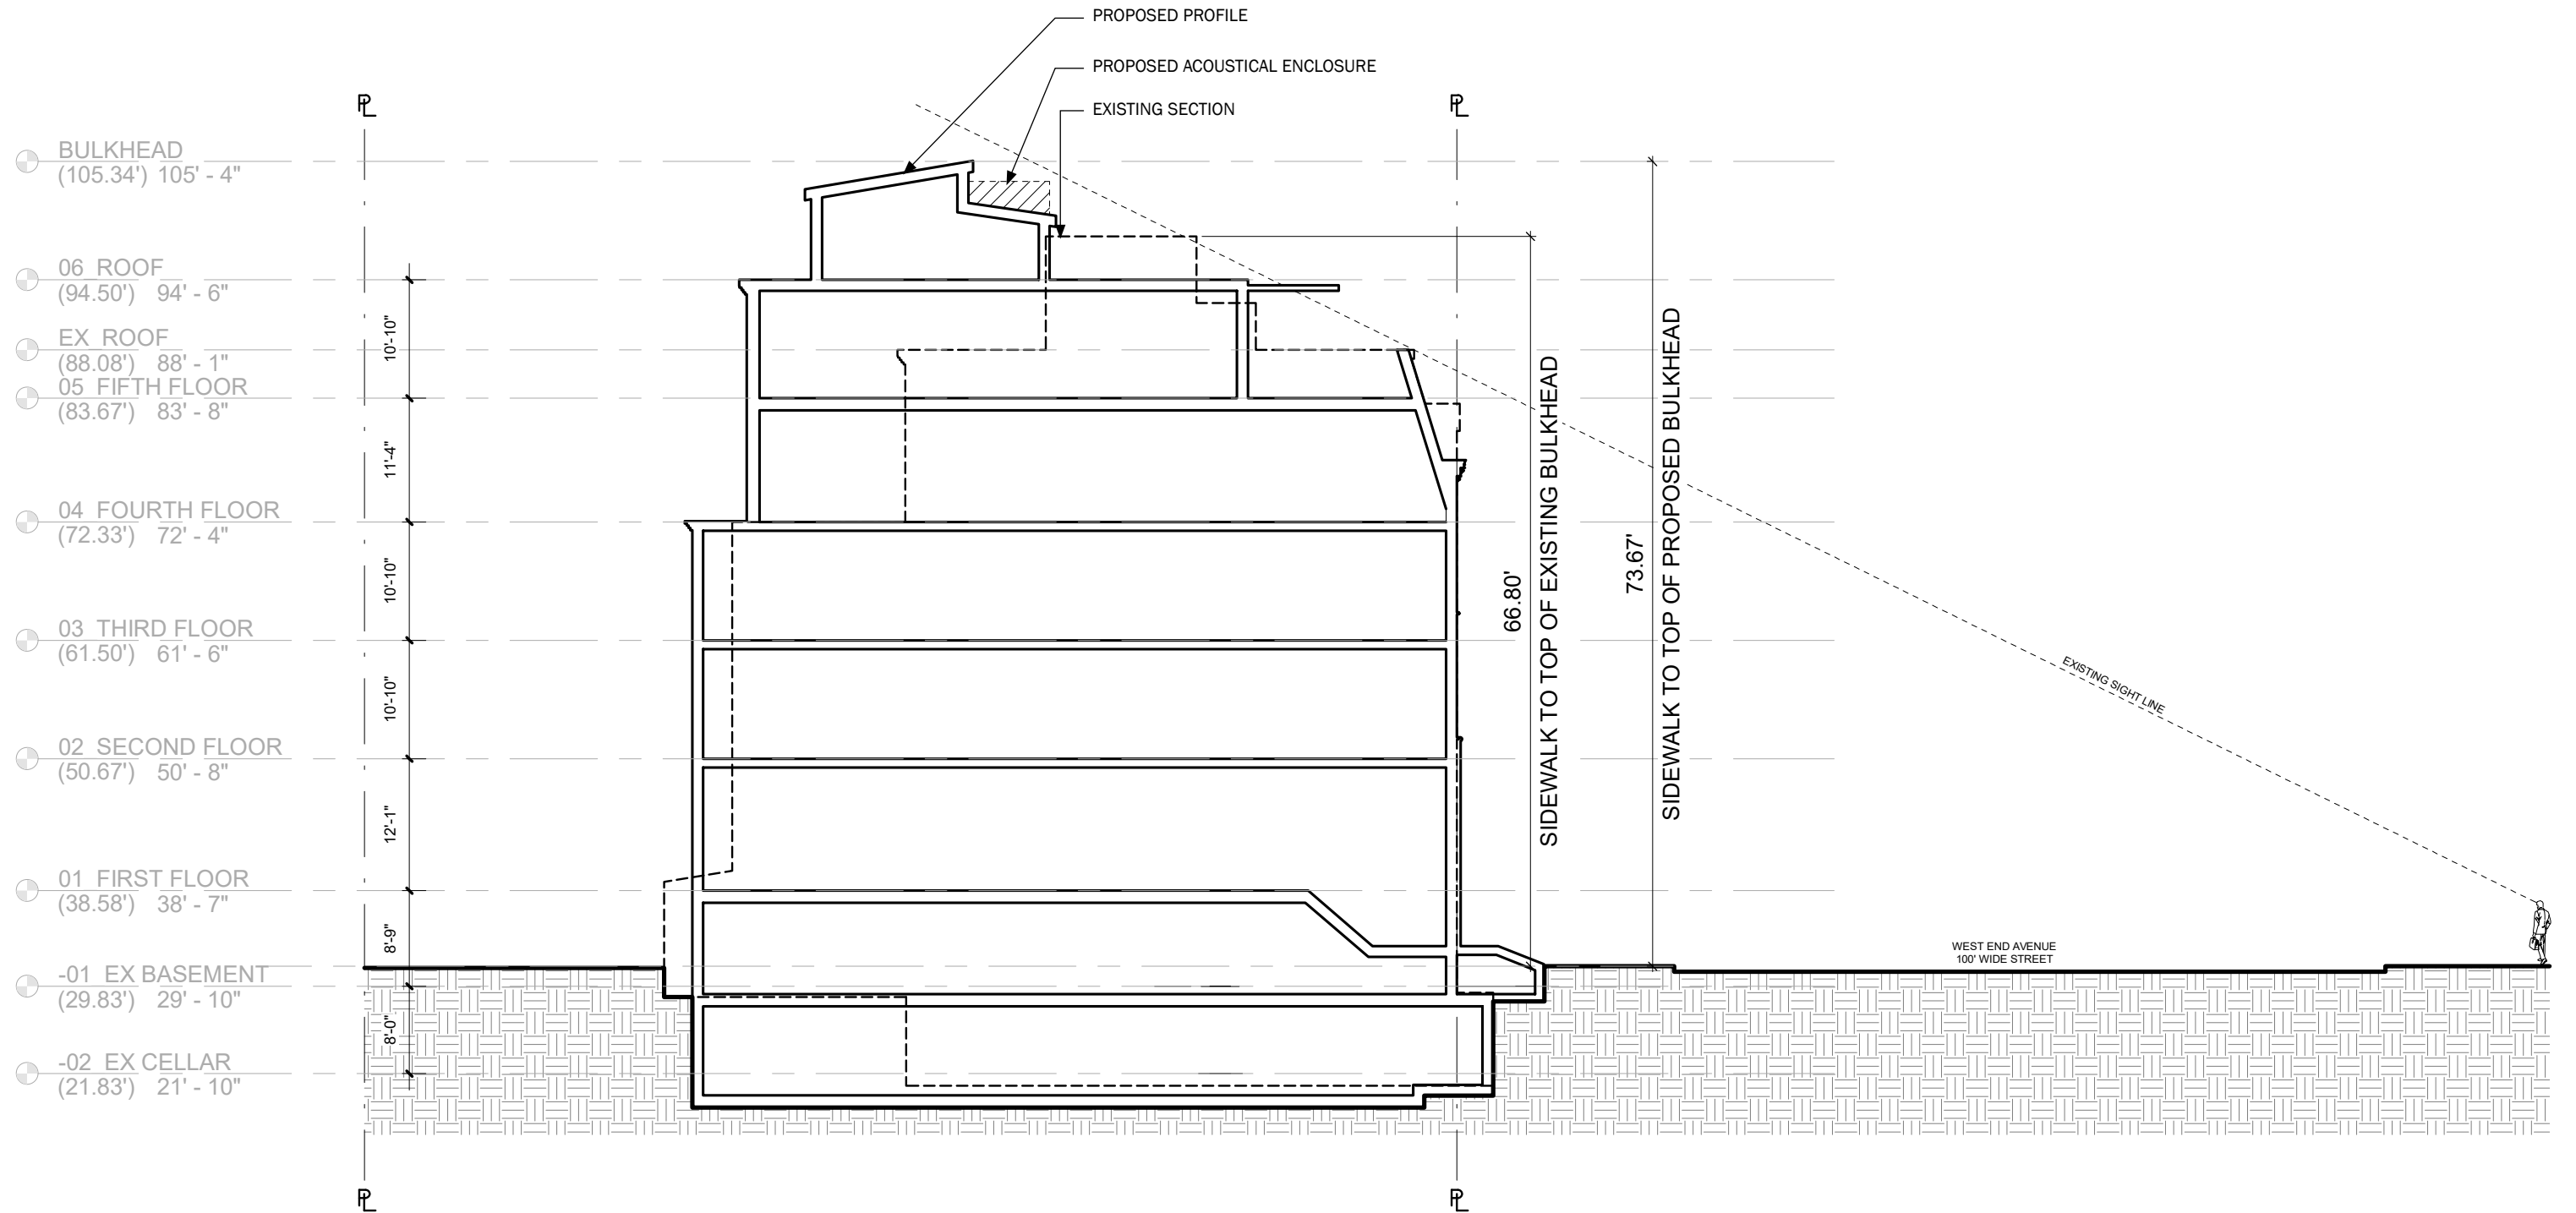 PROPOSED PROFILE
PROPOSED ACOUSTICAL ENCLOSURE
EXISTING SECTION
PL
PL
BULKHEAD
(105.34') 105' - 4"
06 ROOF
(94.50') 94' - 6"
EX ROOF
(88.08') 88' - 1"
05 FIFTH FLOOR
(83.67') 83' - 8"
04 FOURTH FLOOR
(72.33') 72' - 4"
03 THIRD FLOOR
(61.50') 61' - 6"
02 SECOND FLOOR
(50.67') 50' - 8"
01 FIRST FLOOR
(38.58') 38' - 7"
-01 EX BASEMENT
(29.83') 29' - 10"
-02 EX CELLAR
(21.83') 21' - 10"
10'-10"
11'-4"
10'-10"
10'-10"
12'-1"
8'-9"
8'-0"
66.80'
SIDEWALK TO TOP OF EXISTING BULKHEAD
73.67'
SIDEWALK TO TOP OF PROPOSED BULKHEAD
EXISTING SIGHT LINE
WEST END AVENUE
100' WIDE STREET
PL
PL